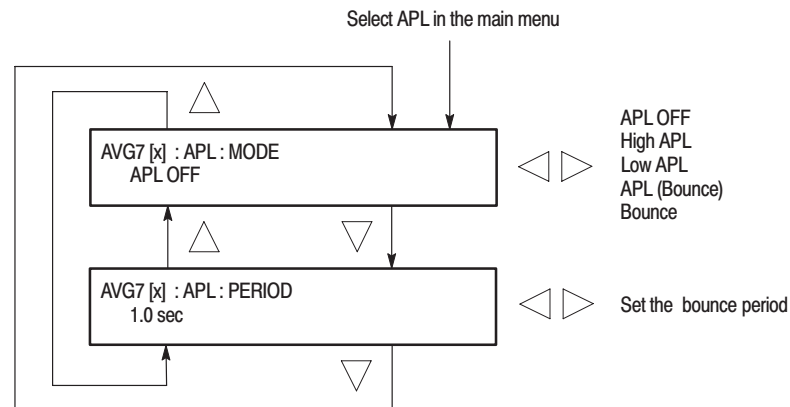 Select APL in the main menu
AVG7 [x] : APL : MODE
APL OFF
APL OFF
High APL
Low APL
APL (Bounce)
Bounce
AVG7 [x] : APL : PERIOD
1.0 sec
Set the bounce period